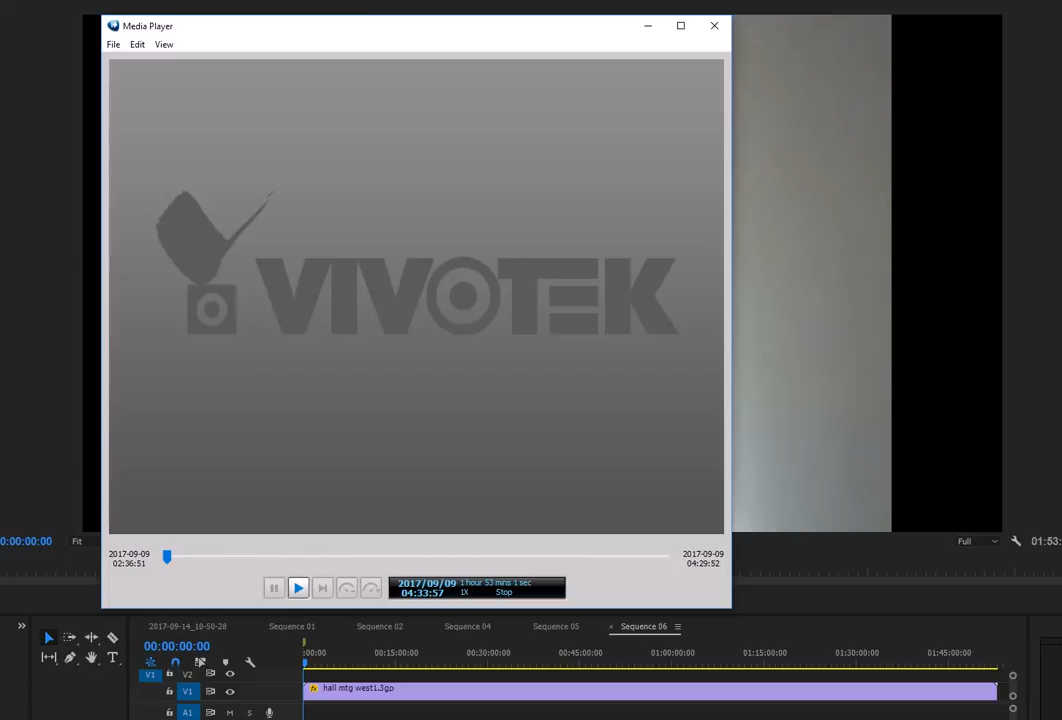 Media Player
File Edit View
VIVOTEK
2017-09-09
02:36:51
2017-09-09
04:29:52
2017/09/09 1 hour 53 mins 1 sec
04:33:57 1X Stop
0:00:00:00 Fit
Full 01:53:
2017-09-14_10-50-28 Sequence 01 Sequence 02 Sequence 04 Sequence 05 × Sequence 06
00:00:00:00
:00:00 00:15:00:00 00:30:00:00 00:45:00:00 01:00:00:00 01:15:00:00 01:30:00:00 01:45:00:00
V1 V2
V1 fx hall mtg west1.3gp
A1 M S